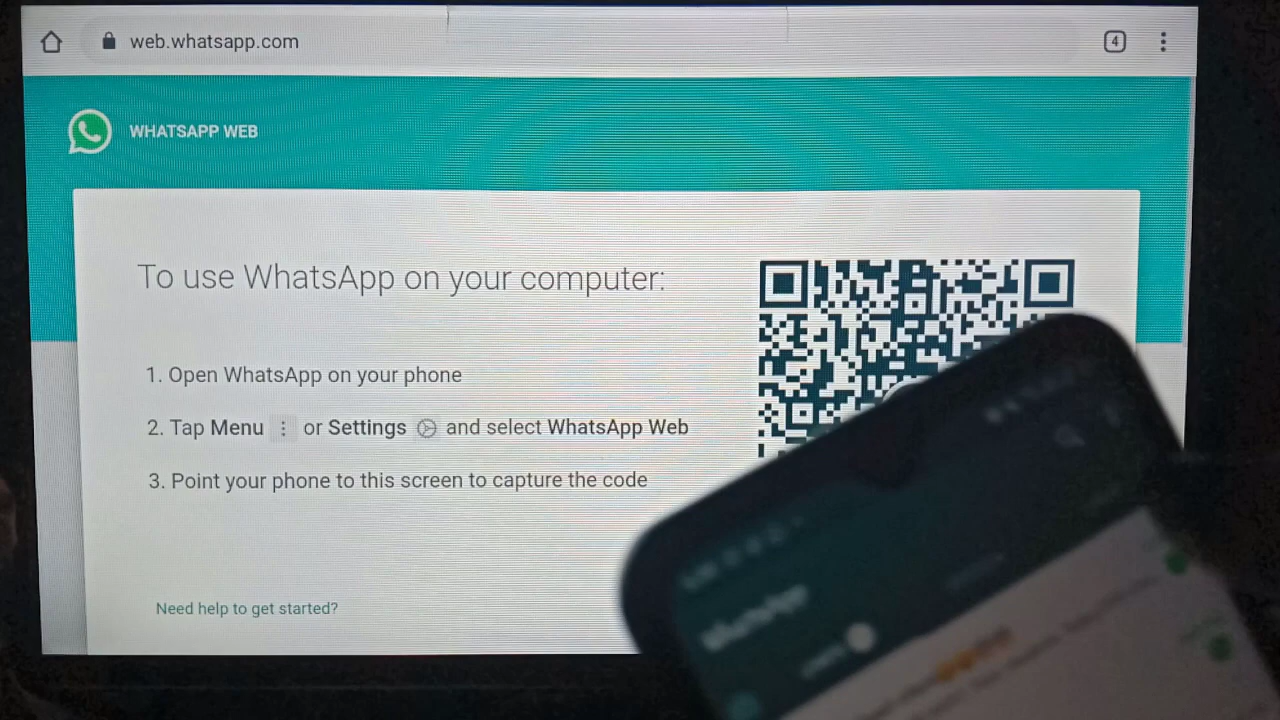 web.whatsapp.com
4
WHATSAPP WEB
To use WhatsApp on your computer:
1. Open WhatsApp on your phone
2. Tap Menu or Settings and select WhatsApp Web
3. Point your phone to this screen to capture the code
Need help to get started?
WhatsApp